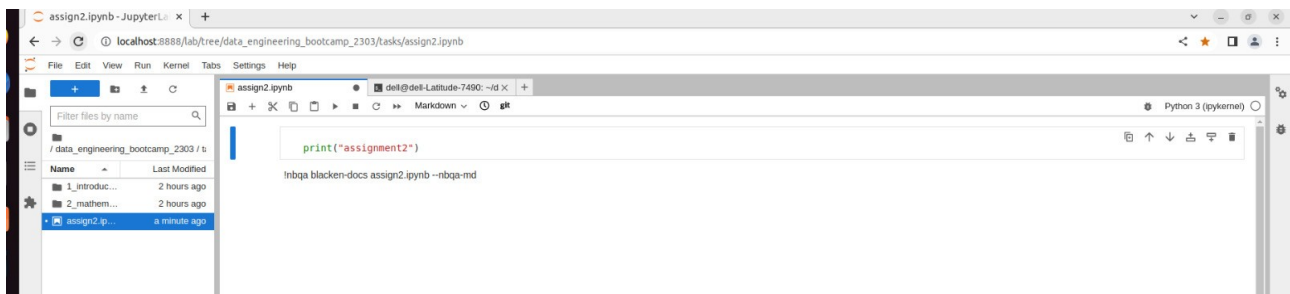 assign2.ipynb - JupyterLa
localhost:8888/lab/tree/data_engineering_bootcamp_2303/tasks/assign2.ipynb
File Edit View Run Kernel Tabs Settings Help
assign2.ipynb
dell@dell-Latitude-7490: ~/d
Markdown
git
Python 3 (ipykernel)
Filter files by name
/ data_engineering_bootcamp_2303 / ta
Name Last Modified
1_introduc... 2 hours ago
2_mathem... 2 hours ago
assign2.ip... a minute ago
print("assignment2")
!nbqa blacken-docs assign2.ipynb --nbqa-md